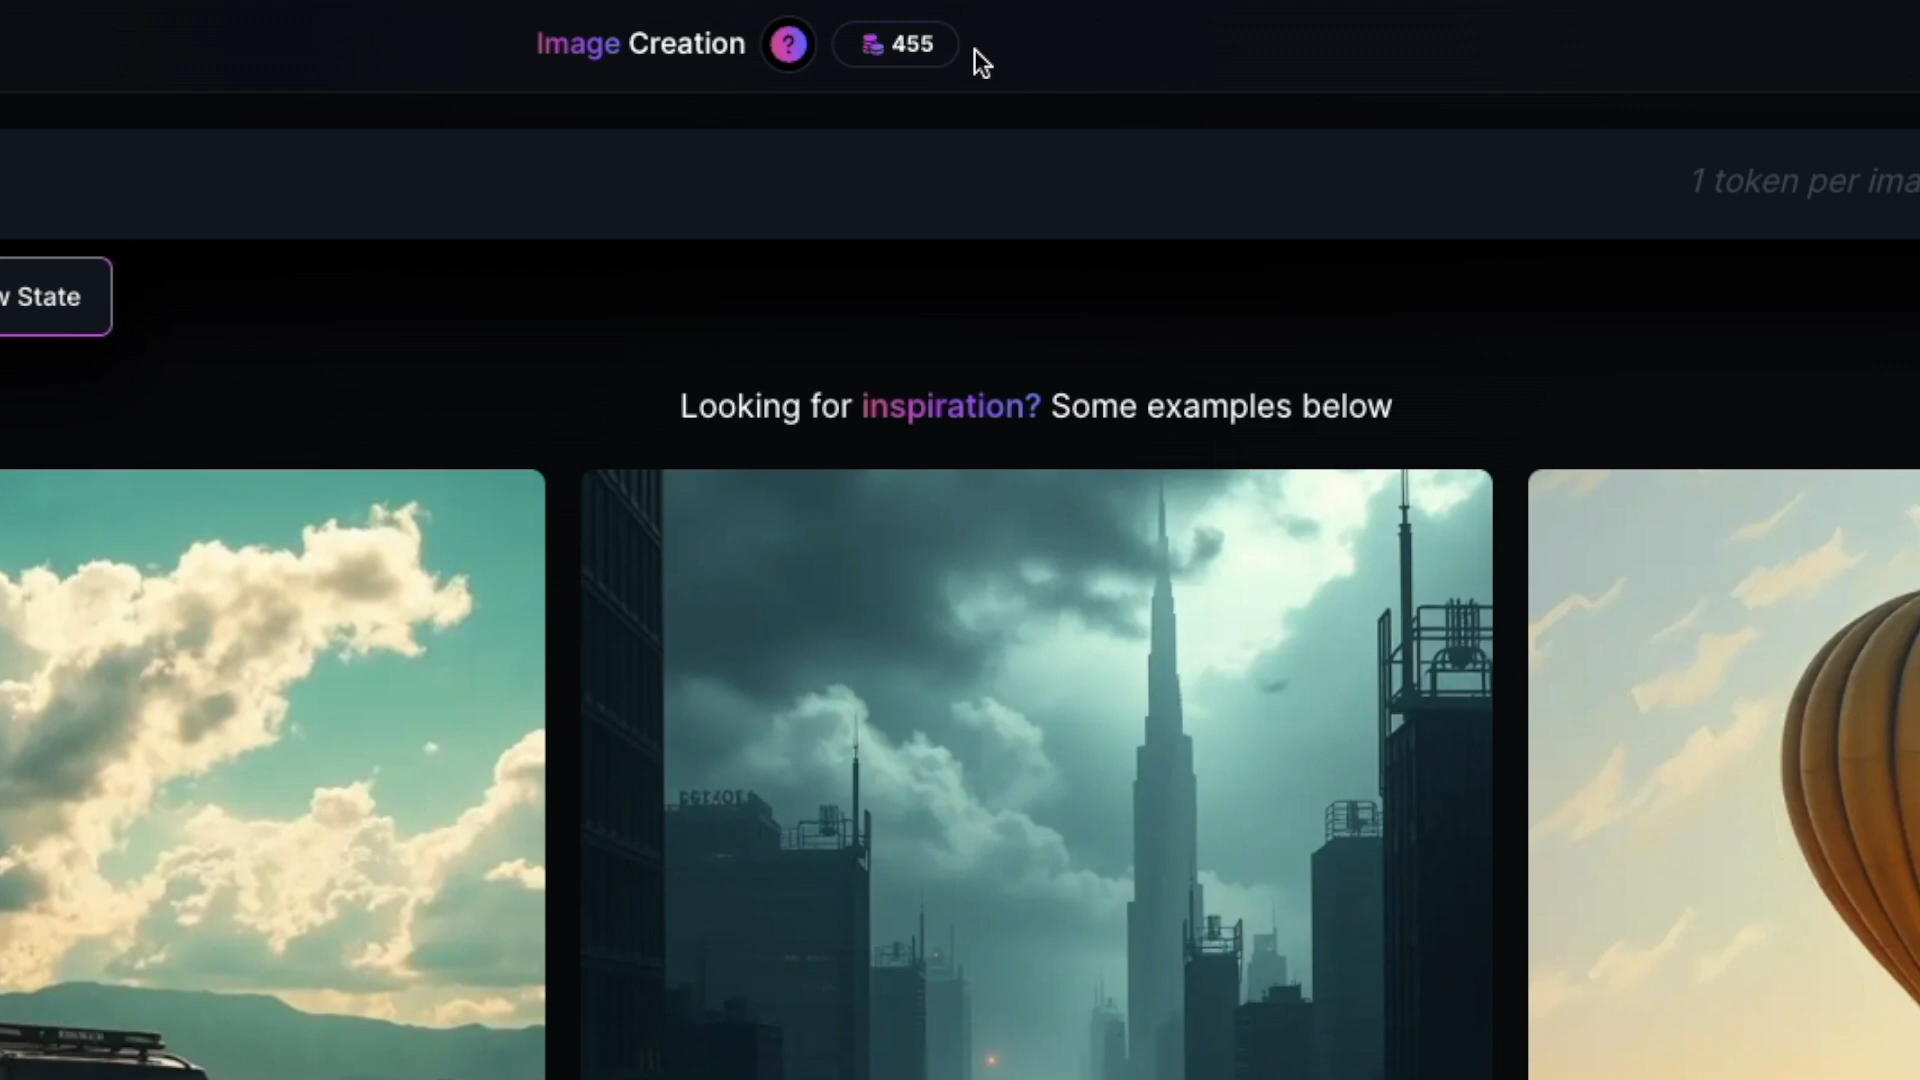 Image Creation ? 455
1 token per ima
w State
Looking for inspiration? Some examples below